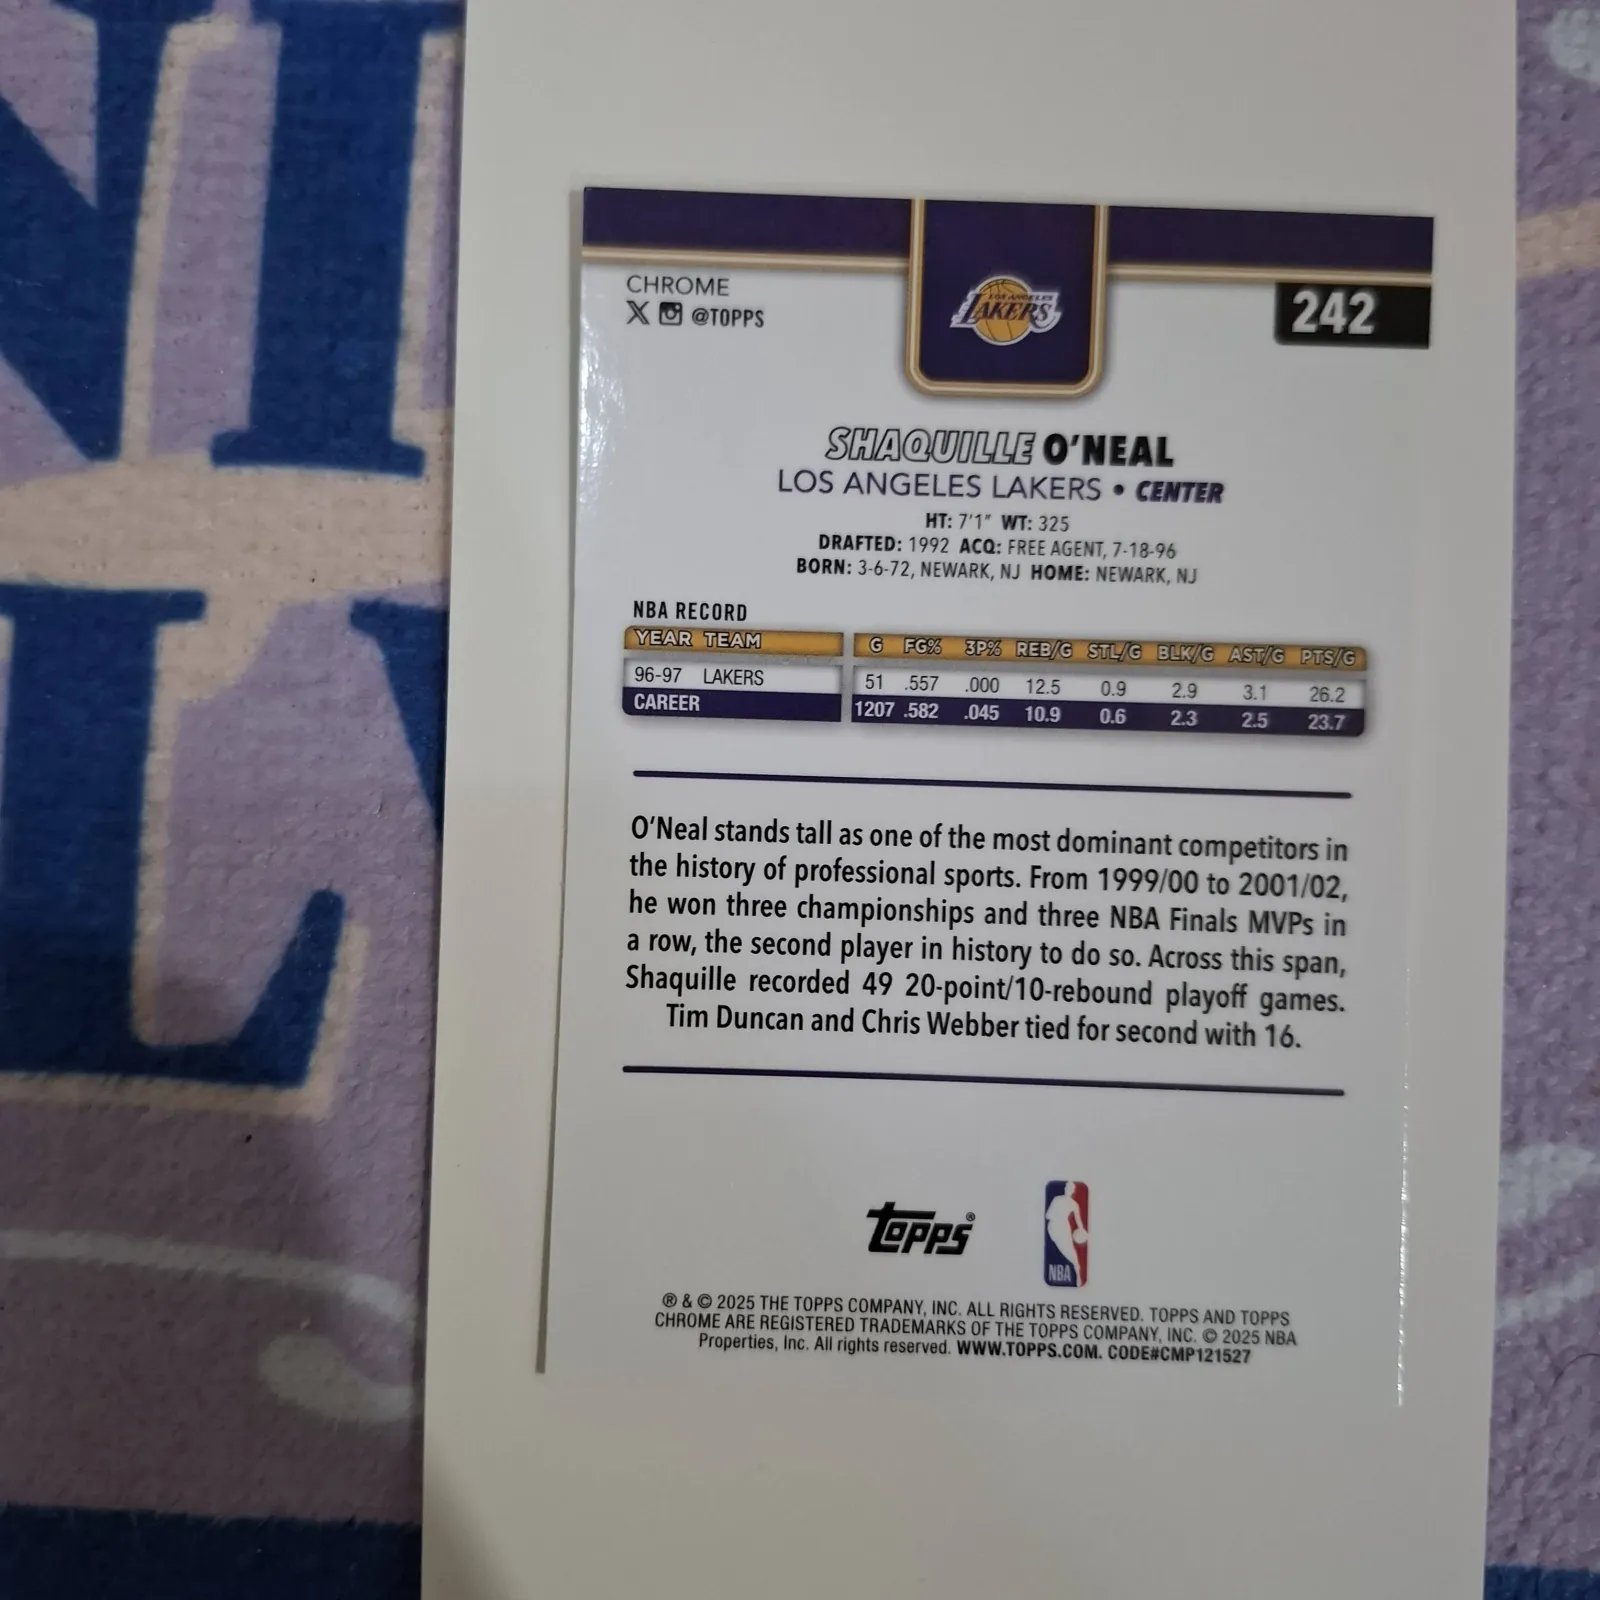 CHROME
@TOPPS
LOS ANGELES
LAKERS
242
SHAQUILLE O'NEAL
LOS ANGELES LAKERS • CENTER
HT: 7'1" WT: 325
DRAFTED: 1992 ACQ: FREE AGENT, 7-18-96
BORN: 3-6-72, NEWARK, NJ HOME: NEWARK, NJ
NBA RECORD
YEAR TEAM G FG% 3P% REB/G STL/G BLK/G AST/G PTS/G
96-97 LAKERS 51 .557 .000 12.5 0.9 2.9 3.1 26.2
CAREER 1207 .582 .045 10.9 0.6 2.3 2.5 23.7
O'Neal stands tall as one of the most dominant competitors in
the history of professional sports. From 1999/00 to 2001/02,
he won three championships and three NBA Finals MVPs in
a row, the second player in history to do so. Across this span,
Shaquille recorded 49 20-point/10-rebound playoff games.
Tim Duncan and Chris Webber tied for second with 16.
Topps®
NBA
® & © 2025 THE TOPPS COMPANY, INC. ALL RIGHTS RESERVED. TOPPS AND TOPPS
CHROME ARE REGISTERED TRADEMARKS OF THE TOPPS COMPANY, INC. © 2025 NBA
Properties, Inc. All rights reserved. WWW.TOPPS.COM. CODE#CMP121527